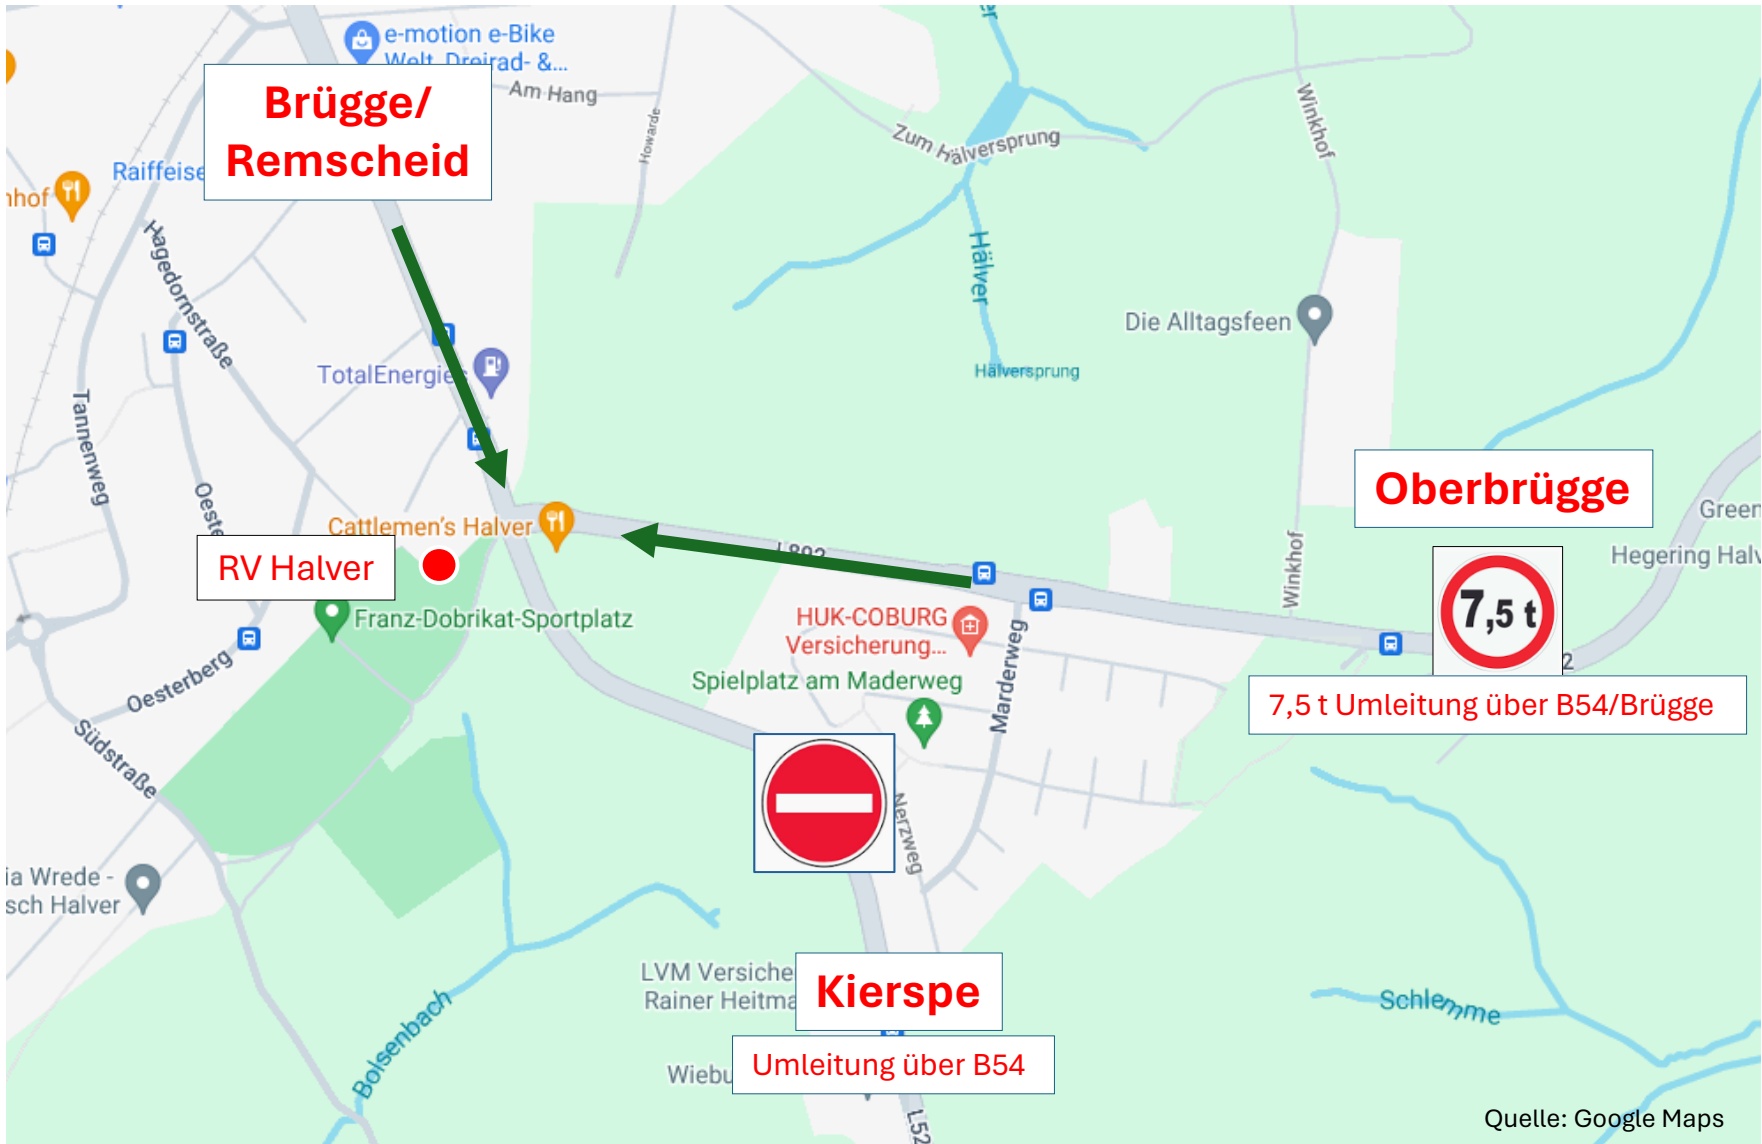 e-motion e-Bike
Welt, Dreirad- &...
Brügge/
Remscheid
Am Hang
Howarde
Zum Hälversprung
Winkhof
Raiffeise
nhof
Hagedornstraße
Hälver
Die Alltagsfeen
TotalEnergies
Hälversprung
Tannenweg
Oeste
Oberbrügge
Green
Cattlemen's Halver
L892
Winkhof
Hegering Halv
RV Halver
7,5 t
Franz-Dobrikat-Sportplatz
HUK-COBURG
Versicherung...
Marderweg
2
Oesterberg
Spielplatz am Maderweg
7,5 t Umleitung über B54/Brügge
Südstraße
Nerzweg
ia Wrede -
sch Halver
LVM Versiche
Rainer Heitma
Kierspe
Schlemme
Bolsenbach
Wiebu
Umleitung über B54
L52
Quelle: Google Maps